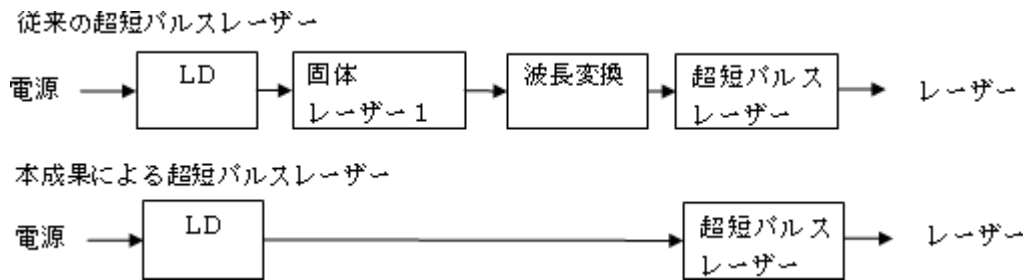 従来の超短パルスレーザー
電源 LD 固体 波長変換 超短パルス レーザー
レーザー1 レーザー
本成果による超短パルスレーザー
電源 LD 超短パルス レーザー
レーザー